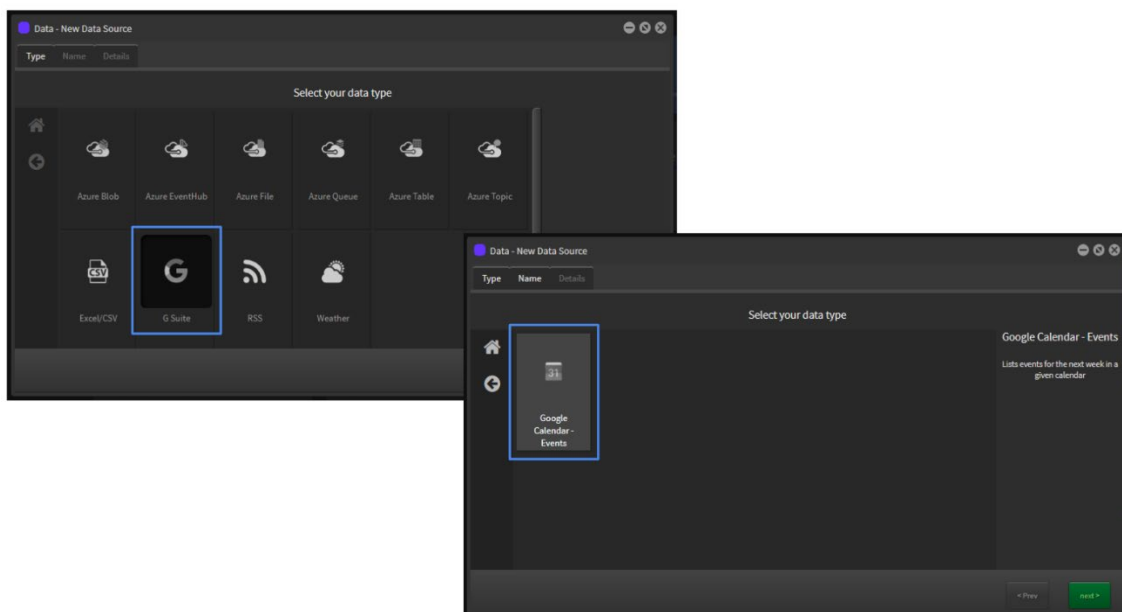 Data - New Data Source
Type Name Details
Select your data type
Azure Blob Azure EventHub Azure File Azure Queue Azure Table Azure Topic
CSV
G
Excel/CSV G Suite RSS Weather
Data - New Data Source
Type Name Details
Select your data type
Google Calendar - Events
Lists events for the next week in a
given calendar
31
Google
Calendar -
Events
< Prev next >